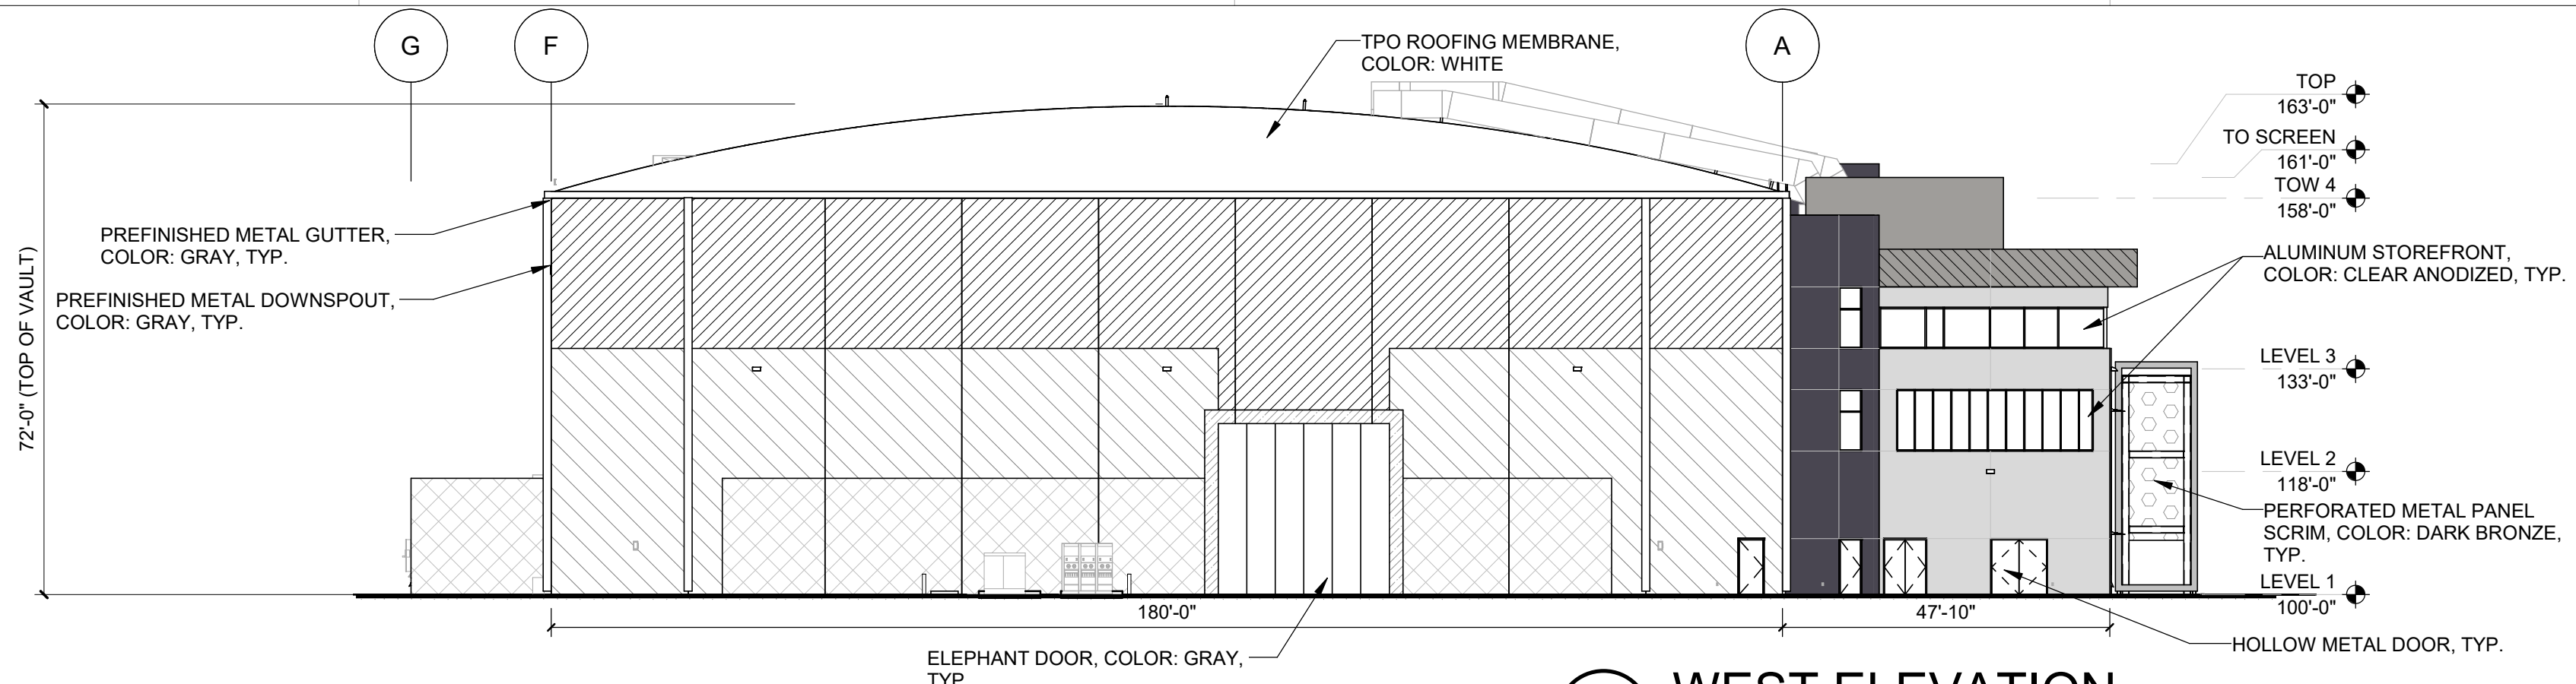 G
F
A
TPO ROOFING MEMBRANE,
COLOR: WHITE
TOP
163'-0"
TO SCREEN
161'-0"
TOW 4
158'-0"
PREFINISHED METAL GUTTER,
COLOR: GRAY, TYP.
PREFINISHED METAL DOWNSPOUT,
COLOR: GRAY, TYP.
72'-0" (TOP OF VAULT)
ALUMINUM STOREFRONT,
COLOR: CLEAR ANODIZED, TYP.
LEVEL 3
133'-0"
LEVEL 2
118'-0"
PERFORATED METAL PANEL
SCRIM, COLOR: DARK BRONZE,
TYP.
LEVEL 1
100'-0"
180'-0"
47'-10"
HOLLOW METAL DOOR, TYP.
ELEPHANT DOOR, COLOR: GRAY,
TYP
WEST ELEVATION